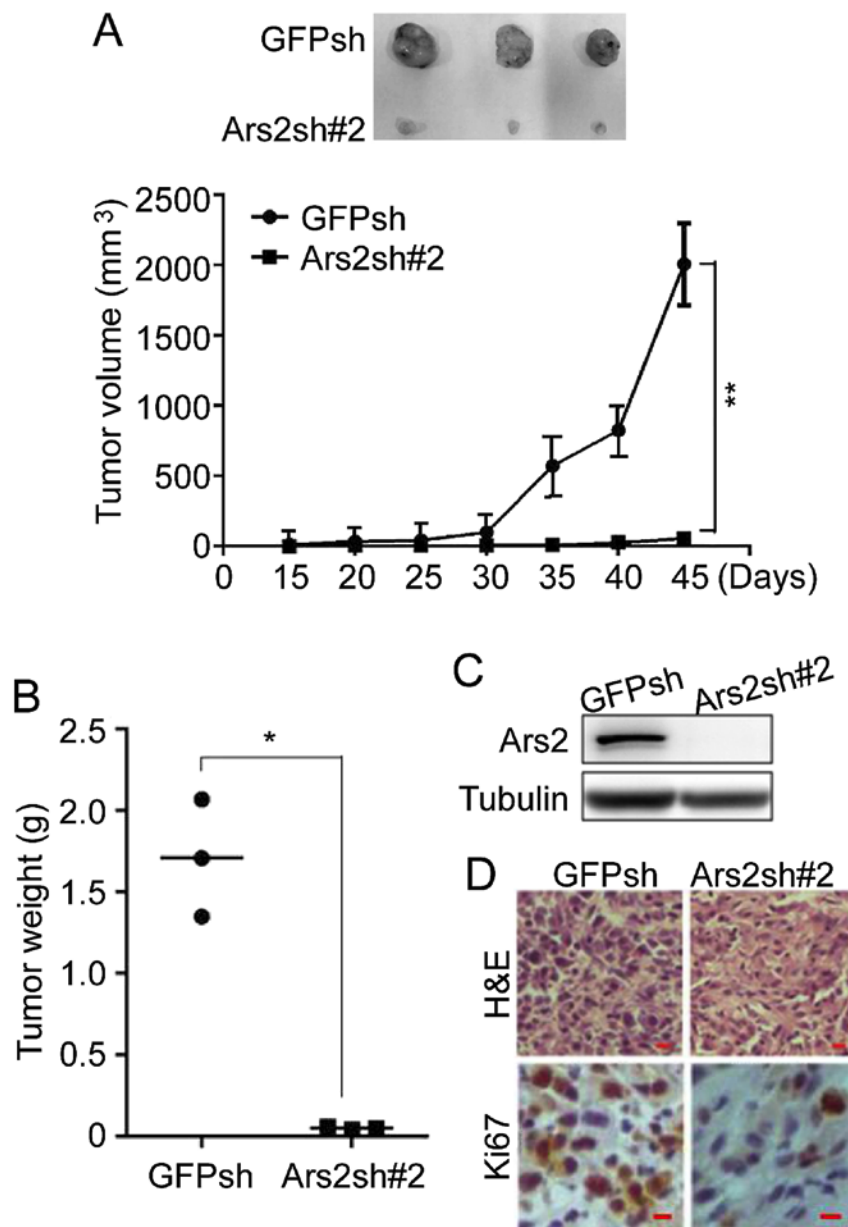 A
GFPsh
Ars2sh#2
Tumor volume (mm³)
2500
2000
1500
1000
500
0
GFPsh
Ars2sh#2
**
0 15 20 25 30 35 40 45 (Days)
B
Tumor weight (g)
2.5
2.0
1.5
1.0
0.5
0
*
GFPsh Ars2sh#2
C
GFPsh Ars2sh#2
Ars2
Tubulin
D
GFPsh Ars2sh#2
H&E
Ki67